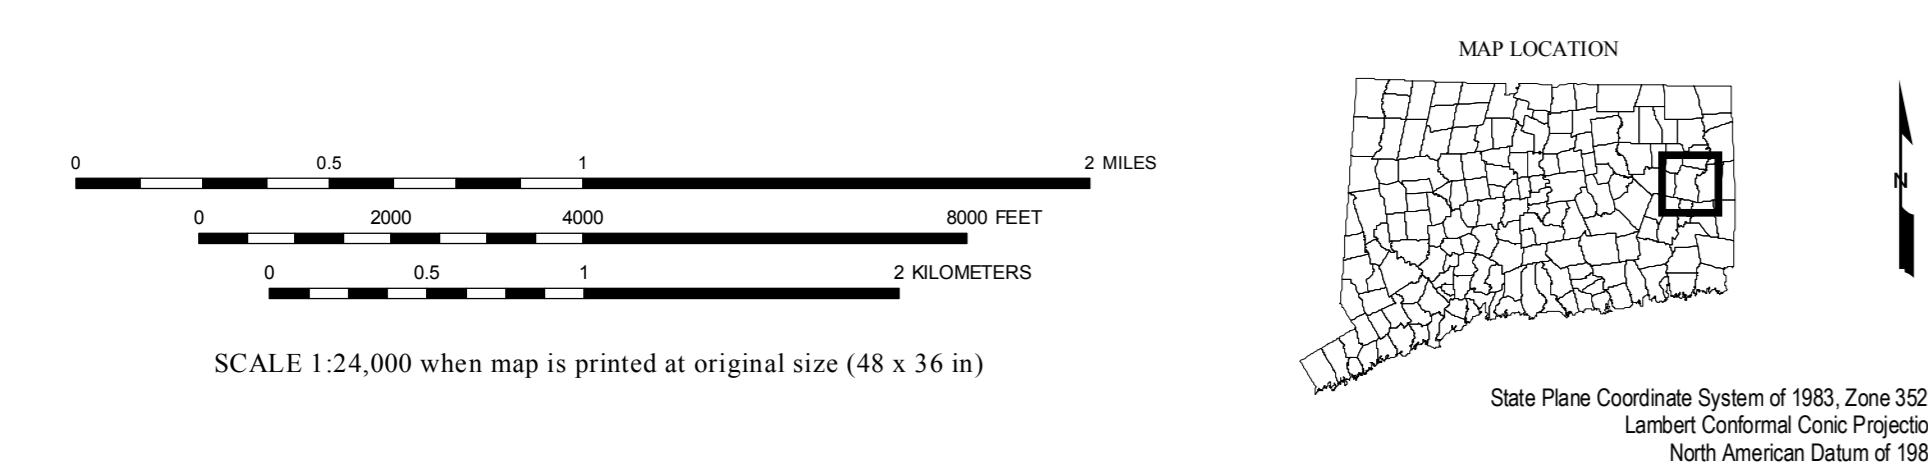 0 0.5 1 2 MILES
0 2000 4000 8000 FEET
0 0.5 1 2 KILOMETERS
SCALE 1:24,000 when map is printed at original size (48 x 36 in)
MAP LOCATION
N
State Plane Coordinate System of 1983, Zone 352
Lambert Conformal Conic Projectio
North American Datum of 198